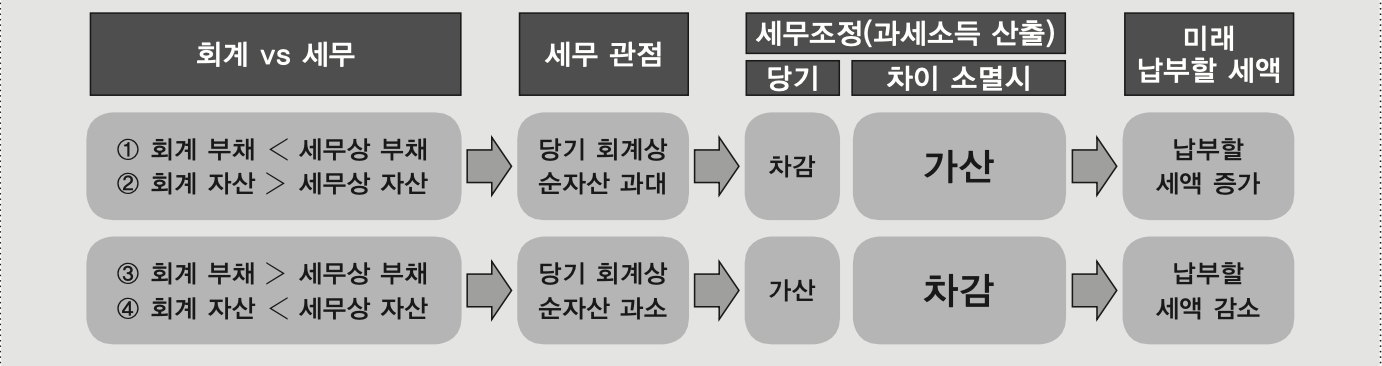 회계 vs 세무
세무 관점
세무조정(과세소득 산출)
당기
차이 소멸시
미래
납부할 세액
① 회계 부채 < 세무상 부채
② 회계 자산 > 세무상 자산
당기 회계상
순자산 과대
차감
가산
납부할
세액 증가
③ 회계 부채 > 세무상 부채
④ 회계 자산 < 세무상 자산
당기 회계상
순자산 과소
가산
차감
납부할
세액 감소